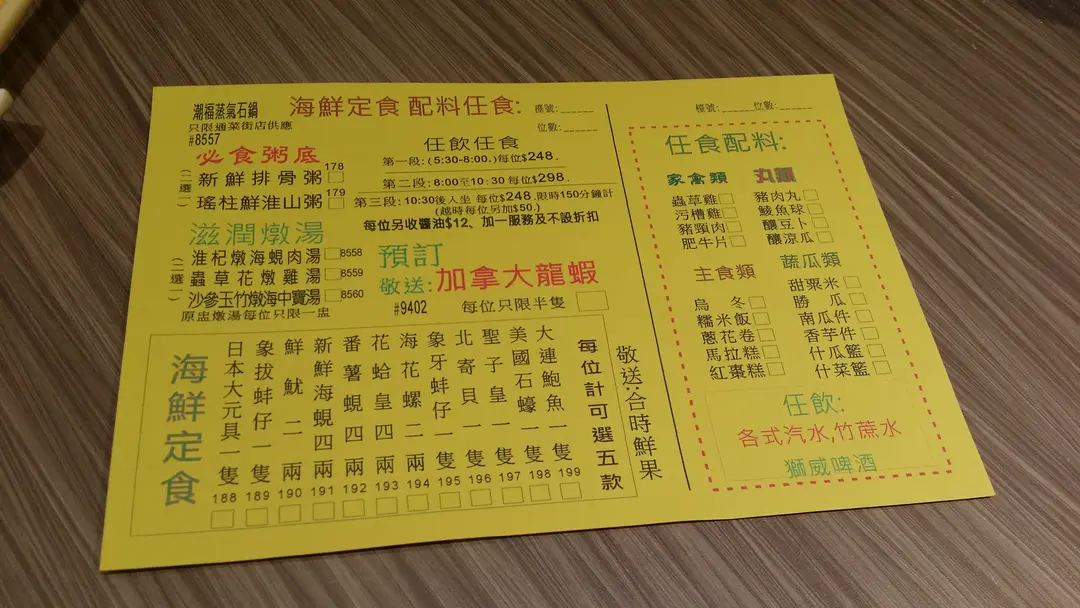 潮福蒸氣石鍋
只限通菜街店供應
#8557
海鮮定食 配料任食:
檯號:______
位數:______
必食粥底
(二選一)
178
新鮮排骨粥
179
瑤柱鮮淮山粥
任飲任食
第一段:(5:30-8:00.)每位$248.
第二段:8:00至10:30 每位$298.
第三段:10:30後人坐 每位$248.限時150分鐘計
(越時每位另加$50.)
每位另收醬油$12、加一服務及不設折扣
滋潤燉湯
(二選一)
淮杞燉海蜆肉湯 8558
蟲草花燉雞湯 8559
沙參玉竹燉海中寶湯 8560
原盅燉湯每位只限一盅
預訂
敬送:加拿大龍蝦
#9402 每位只限半隻
海鮮定食
日本大元貝一隻 188
象拔蚌仔一隻 189
鮮魷二兩 190
新鮮海蜆四兩 191
番薯蜆四兩 192
花蛤皇四兩 193
海花螺二兩 194
象牙蚌仔一隻 195
北寄貝一隻 196
聖子皇一隻 197
美國石蠔一隻 198
大連鮑魚一隻 199
每位計可選五款
敬送:合時鮮果
檯號:______位數:______
任食配料:
家禽類
蟲草雞
污槽雞
豬頸肉
肥牛片
丸類
豬肉丸
鯪魚球
釀豆卜
釀涼瓜
主食類
烏冬
糯米飯
蔥花卷
馬拉糕
紅棗糕
蔬瓜類
甜粟米
勝瓜
南瓜件
香芋件
什瓜籃
什菜籃
任飲:
各式汽水,竹蔗水
獅威啤酒